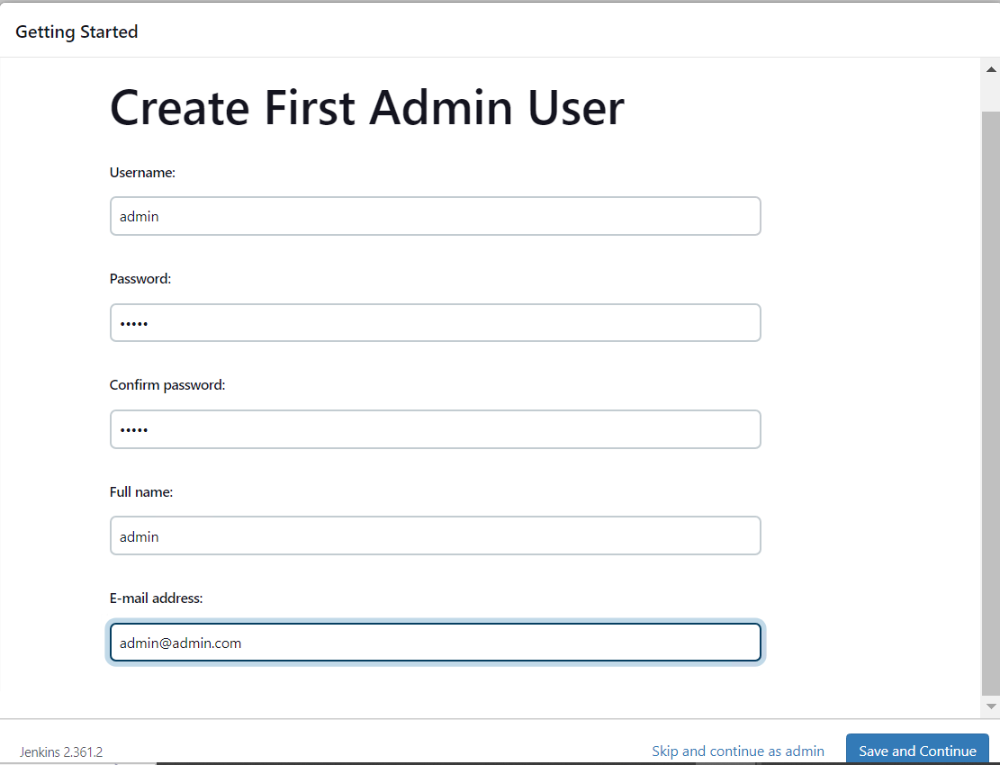 Getting Started
Create First Admin User
Username:
admin
Password:
•••••
Confirm password:
•••••
Full name:
admin
E-mail address:
admin@admin.com
Jenkins 2.361.2
Skip and continue as admin
Save and Continue